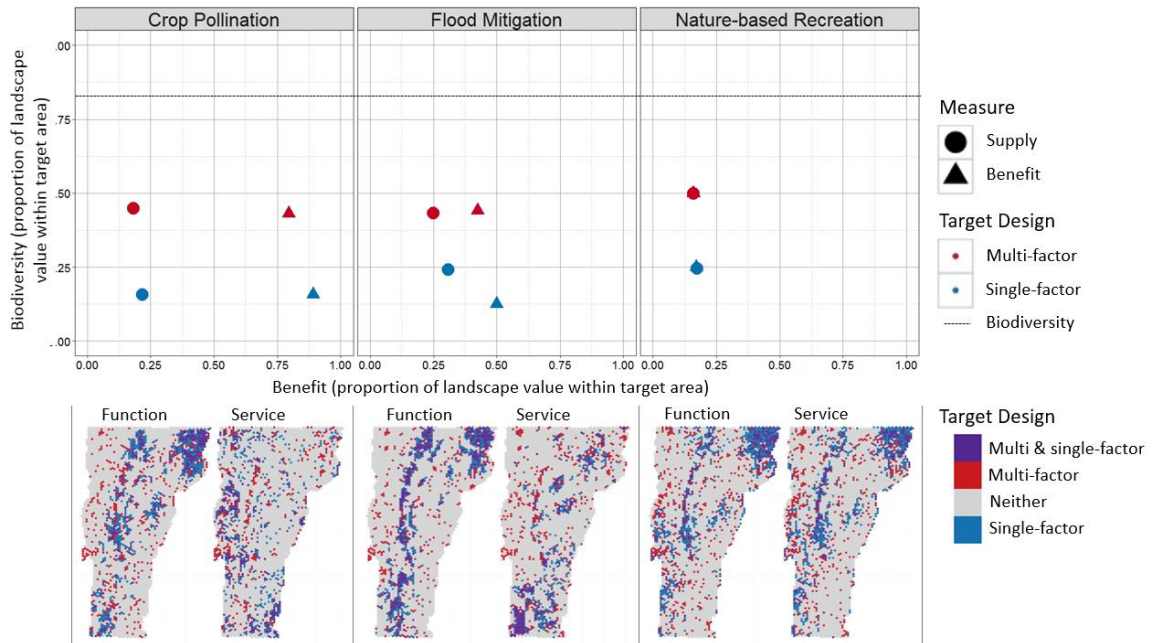 Crop Pollination
Flood Mitigation
Nature-based Recreation
Biodiversity (proportion of landscape
value within target area)
.00
.75
.50
.25
-.00
0.00 0.25 0.50 0.75 1.00
0.00 0.25 0.50 0.75 1.00
0.00 0.25 0.50 0.75 1.00
Benefit (proportion of landscape value within target area)
Measure
Supply
Benefit
Target Design
Multi-factor
Single-factor
Biodiversity
Function Service
Function Service
Function Service
Target Design
Multi & single-factor
Multi-factor
Neither
Single-factor